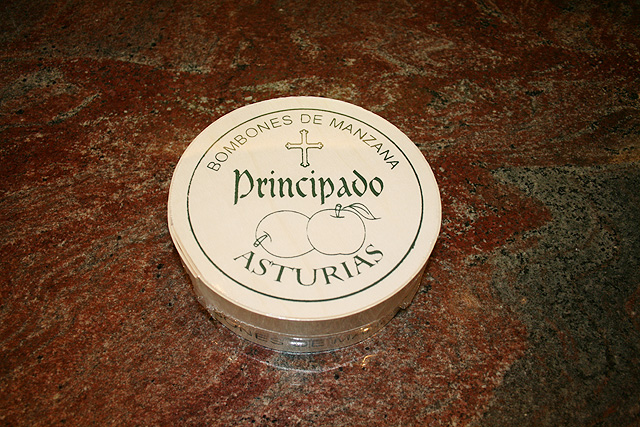 BOMBONES DE MANZANA
Principado
ASTURIAS